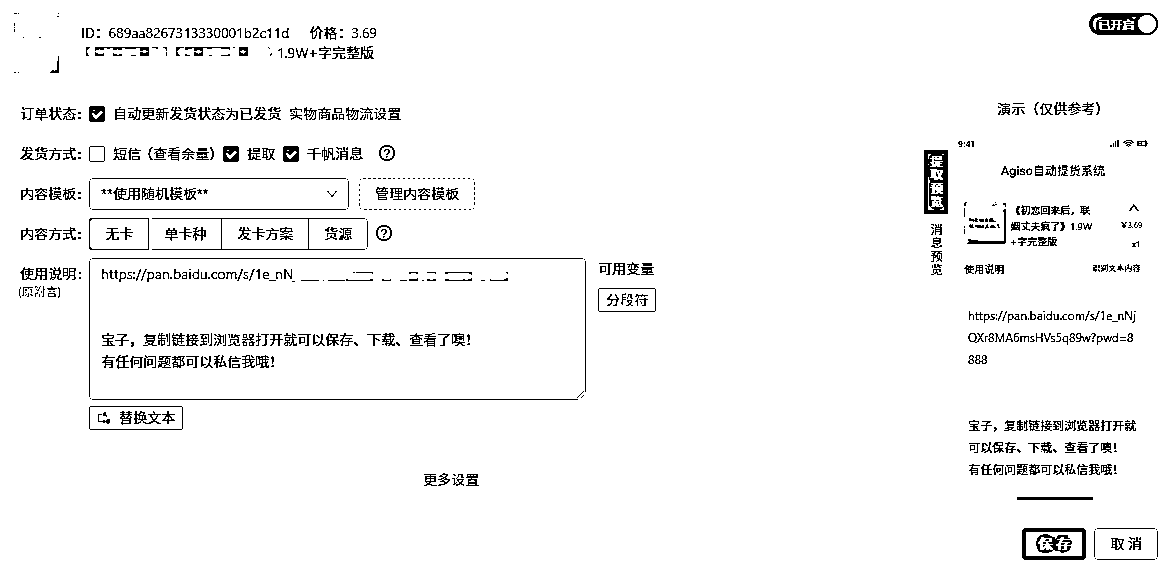 ID: 689aa8267313330001b2c11d 价格: 3.69
1.9W+字完整版
已开启
订单状态: 自动更新发货状态为已发货 实物商品物流设置
发货方式: 短信 (查看余量) 提取 千帆消息 ?
内容模板: **使用随机模板** 管理内容模板
内容方式: 无卡 单卡种 发卡方案 货源 ?
使用说明:
(原附言)
https://pan.baidu.com/s/1e_nN
宝子，复制链接到浏览器打开就可以保存、下载、查看了噢！
有任何问题都可以私信我哦！
可用变量
分段符
替换文本
更多设置
演示（仅供参考）
提取预览
消息预览
9:41
Agiso自动提货系统
《初恋回来后，联
姻丈夫疯了》1.9W
+字完整版
¥3.69
x1
使用说明
识别文本内容
https://pan.baidu.com/s/1e_nNj
QXr8MA6msHVs5q89w?pwd=8
888
宝子，复制链接到浏览器打开就
可以保存、下载、查看了噢！
有任何问题都可以私信我哦！
保存 取消